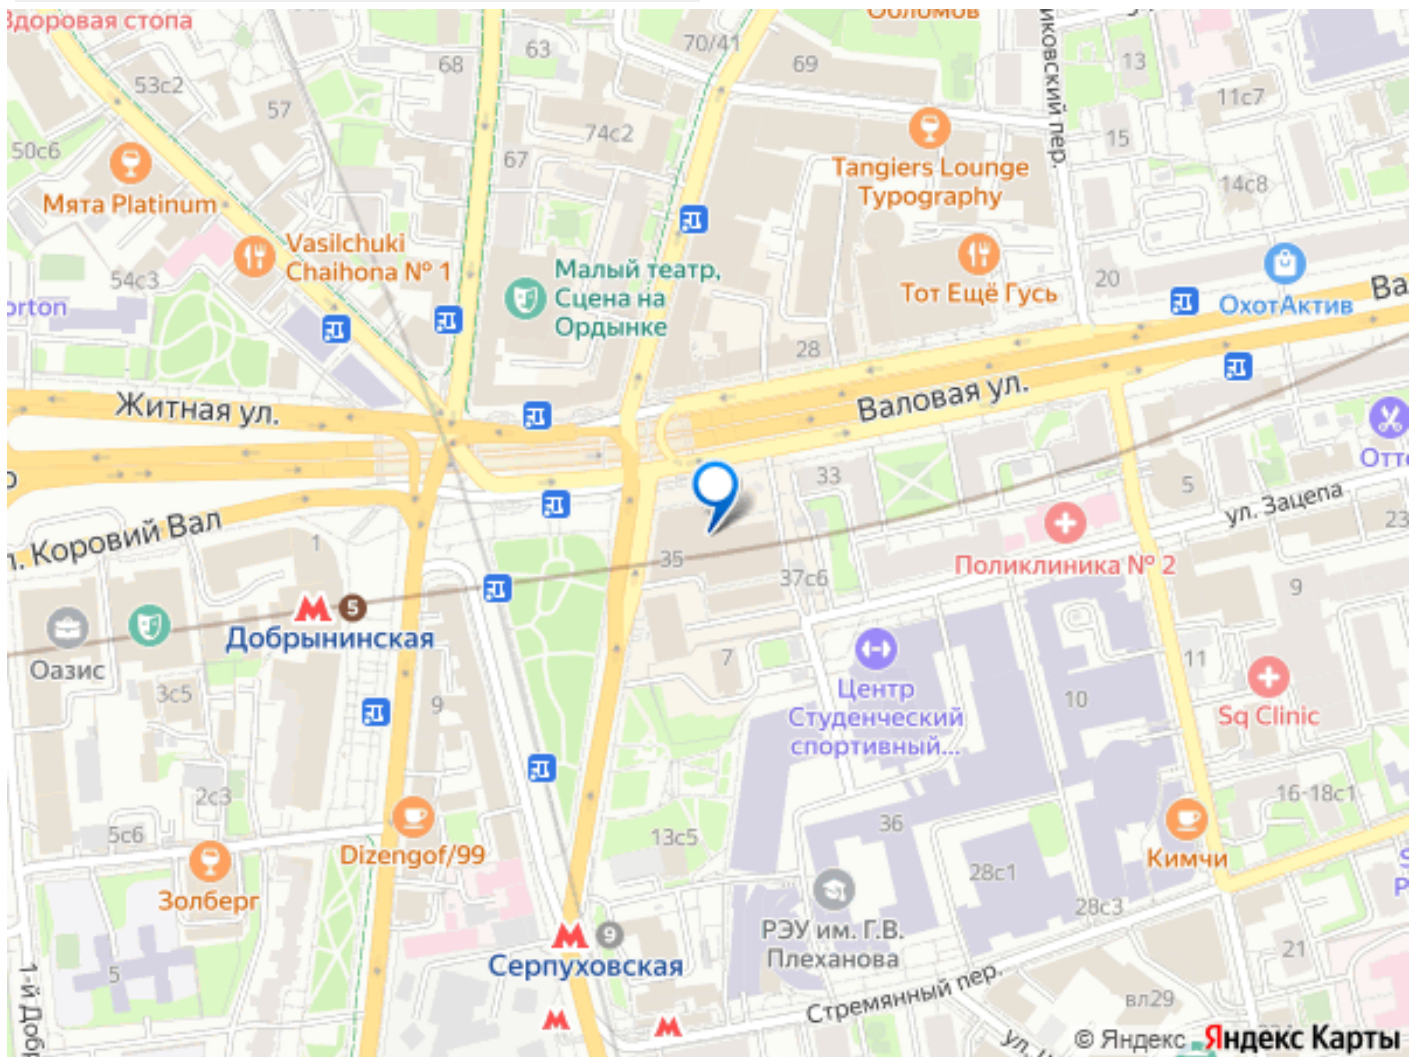 Здоровая стопа
Обломов
63
70/41
69
68
13
53с2
57
11с7
74с2
15
50с6
67
Tangiers Lounge
Typography
14с8
Мята Platinum
Vasilchuki
Chaihona № 1
Малый театр,
Сцена на
Ордынке
54с3
Тот Ещё Гусь
20
ОхотАктив
28
Житная ул.
Валовая ул.
33
5
ул. Зацепа
23
Коровий Вал
1
35
37с6
Поликлиника № 2
9
5
Добрынинская
Оазис
3с5
9
7
Центр
Студенческий
спортивный...
10
11
Sq Clinic
2с3
5с6
Dizengof/99
Золберг
13с5
36
16-18с1
Кимчи
28с1
28с3
РЭУ им. Г.В.
Плеханова
9
Серпуховская
5
21
Стремянный пер.
вл29
© Яндекс Яндекс Карты